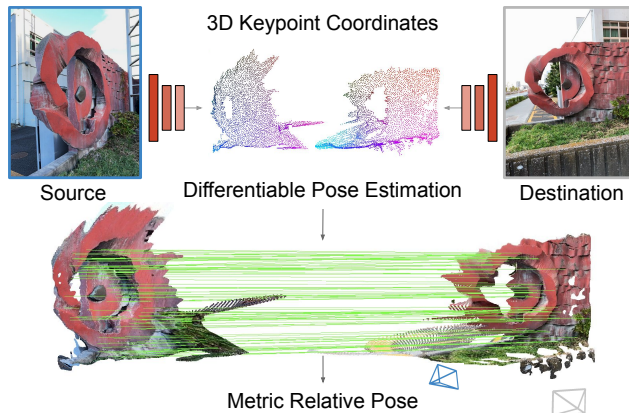 3D Keypoint Coordinates
Source
Differentiable Pose Estimation
Destination
Metric Relative Pose